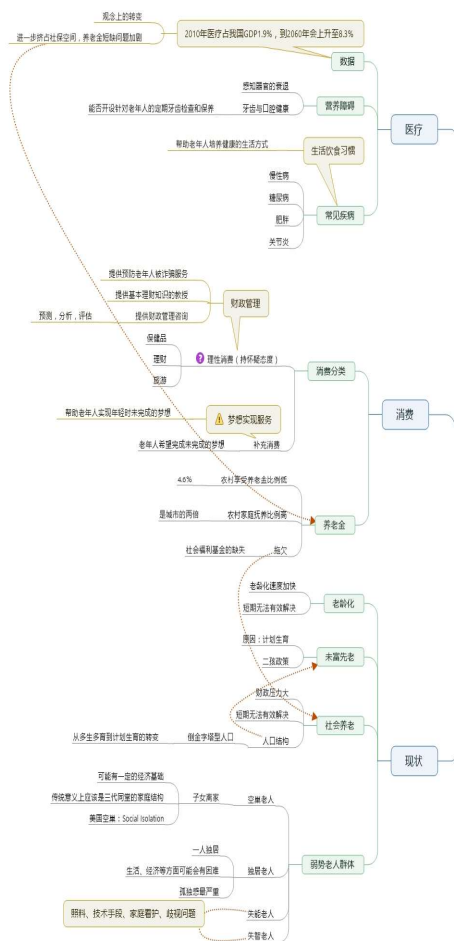 观念上的转变
进一步挤占社保空间，养老金短缺问题加剧
2010年医疗占我国GDP1.9%，到2060年会上升至8.3%
数据
感知器官的衰退
能否开设针对老年人的定期牙齿检查和保养
牙齿与口腔健康
营养障碍
医疗
帮助老年人培养健康的生活方式
生活饮食习惯
慢性病
糖尿病
肥胖
关节炎
常见疾病
提供预防老年人被诈骗服务
提供基本理财知识的教授
预测，分析，评估
提供财政管理咨询
财政管理
保健品
理财
旅游
理性消费（持怀疑态度）
消费分类
消费
帮助老年人实现年轻时未完成的梦想
梦想实现服务
老年人希望完成未完成的梦想
补充消费
4.6%
农村享受养老金比例低
是城市的两倍
农村家庭抚养比例高
养老金
社会福利基金的缺失
拖欠
老龄化速度加快
短期无法有效解决
老龄化
原因：计划生育
二孩政策
未富先老
财政压力大
短期无法有效解决
社会养老
从多生多育到计划生育的转变
倒金字塔型人口
人口结构
现状
可能有一定的经济基础
传统意义上应该是三代同堂的家庭结构
子女离家
空巢老人
美国空巢：Social Isolation
一人独居
生活、经济等方面可能会有困难
独居老人
弱势老人群体
孤独感最严重
照料、技术手段、家庭看护、歧视问题
失能老人
失智老人